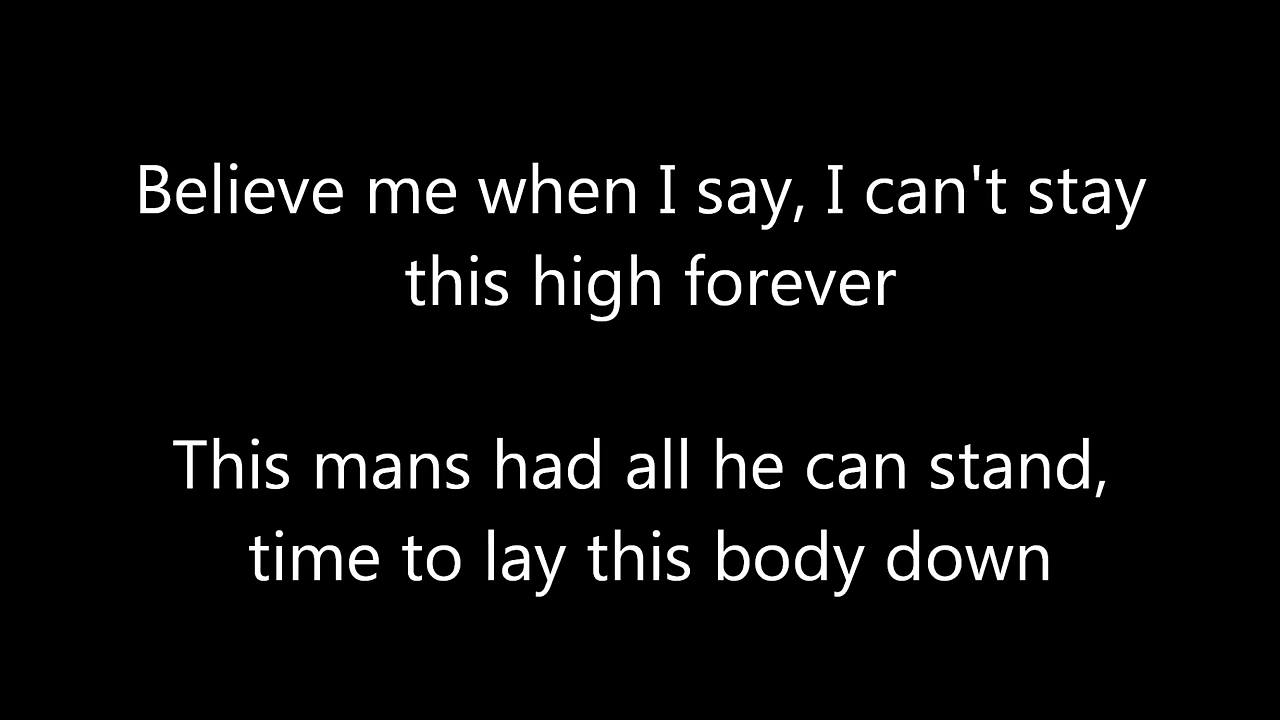 Believe me when I say, I can't stay
this high forever
This mans had all he can stand,
time to lay this body down